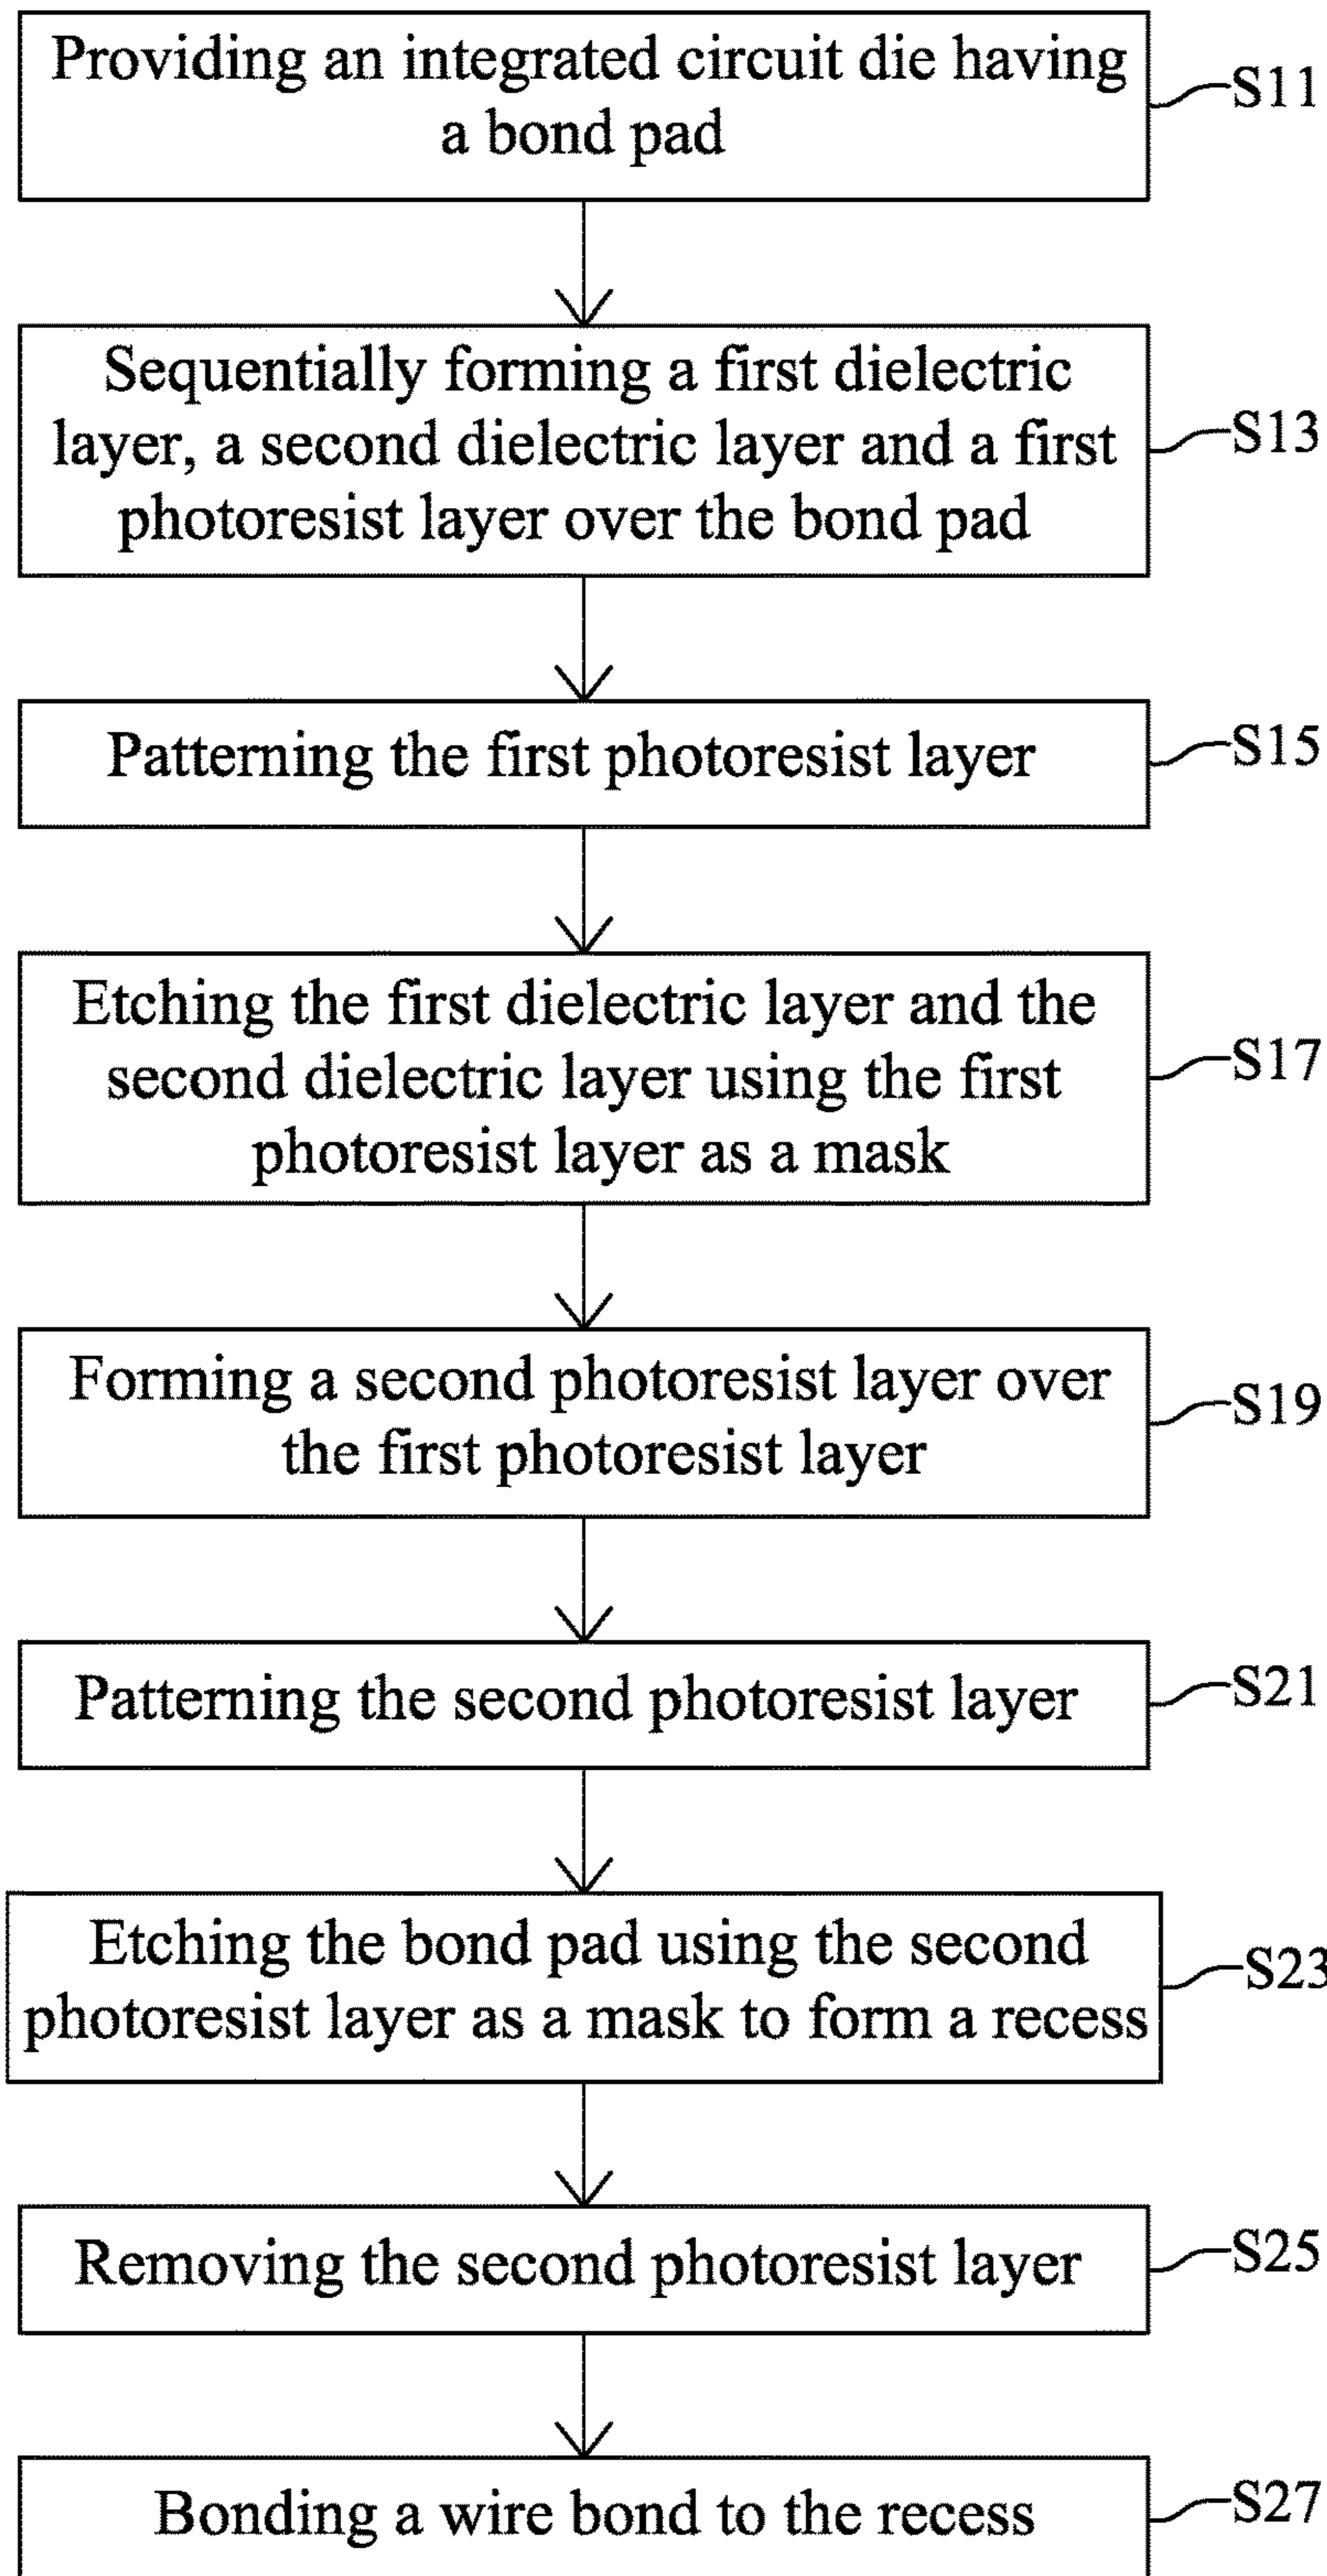 Providing an integrated circuit die having
a bond pad
S11
Sequentially forming a first dielectric
layer, a second dielectric layer and a first
photoresist layer over the bond pad
S13
Patterning the first photoresist layer
S15
Etching the first dielectric layer and the
second dielectric layer using the first
photoresist layer as a mask
S17
Forming a second photoresist layer over
the first photoresist layer
S19
Patterning the second photoresist layer
S21
Etching the bond pad using the second
photoresist layer as a mask to form a recess
S23
Removing the second photoresist layer
S25
Bonding a wire bond to the recess
S27